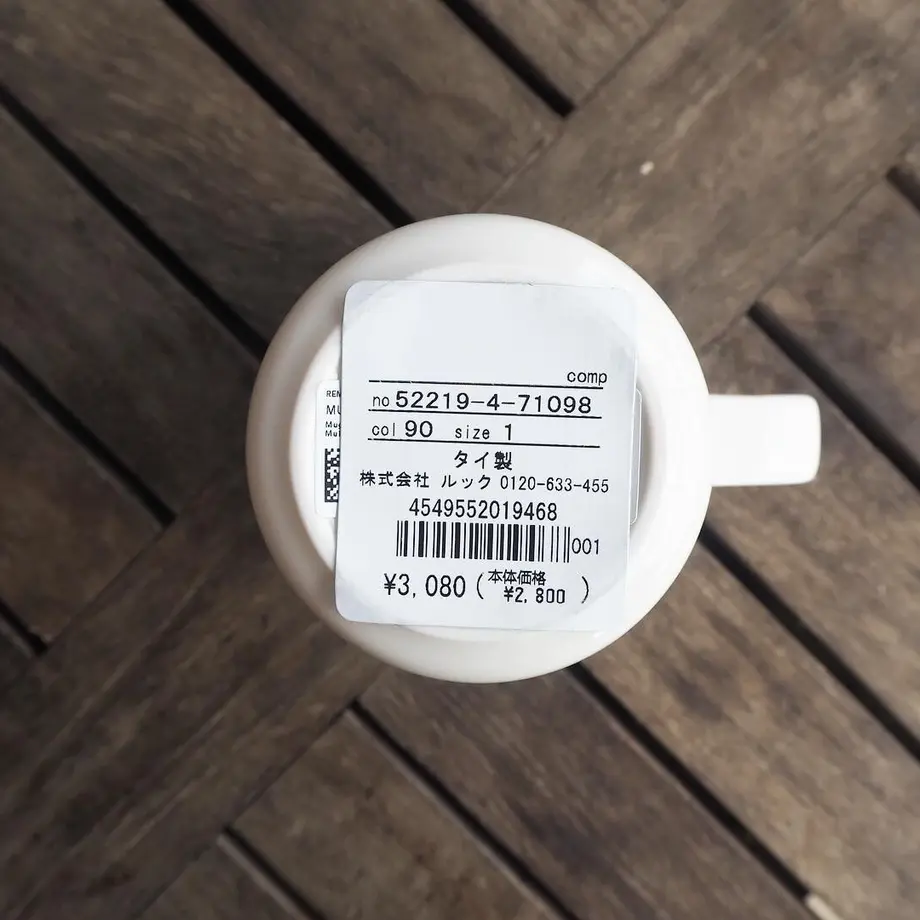 comp
no 52219-4-71098
col 90 size 1
タイ製
株式会社 ルック 0120-633-455
4549552019468
001
¥3,080 ( 本体価格 ¥2,800 )